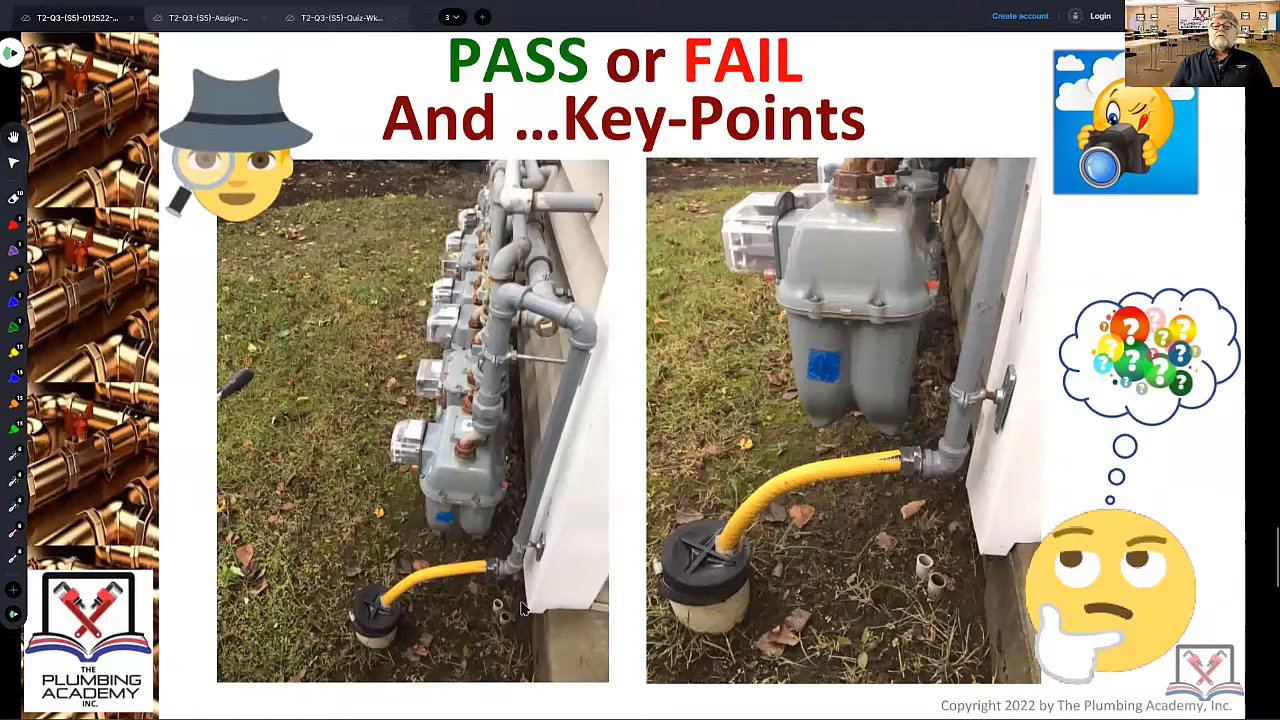 T2-Q3-(S5)-012522-...
T2-Q3-(S5)-Assign-...
T2-Q3-(S5)-Quiz-Wk...
3
Create account
Login
PASS or FAIL
And ...Key-Points
THE
PLUMBING
ACADEMY
INC.
Copyright 2022 by The Plumbing Academy, Inc.